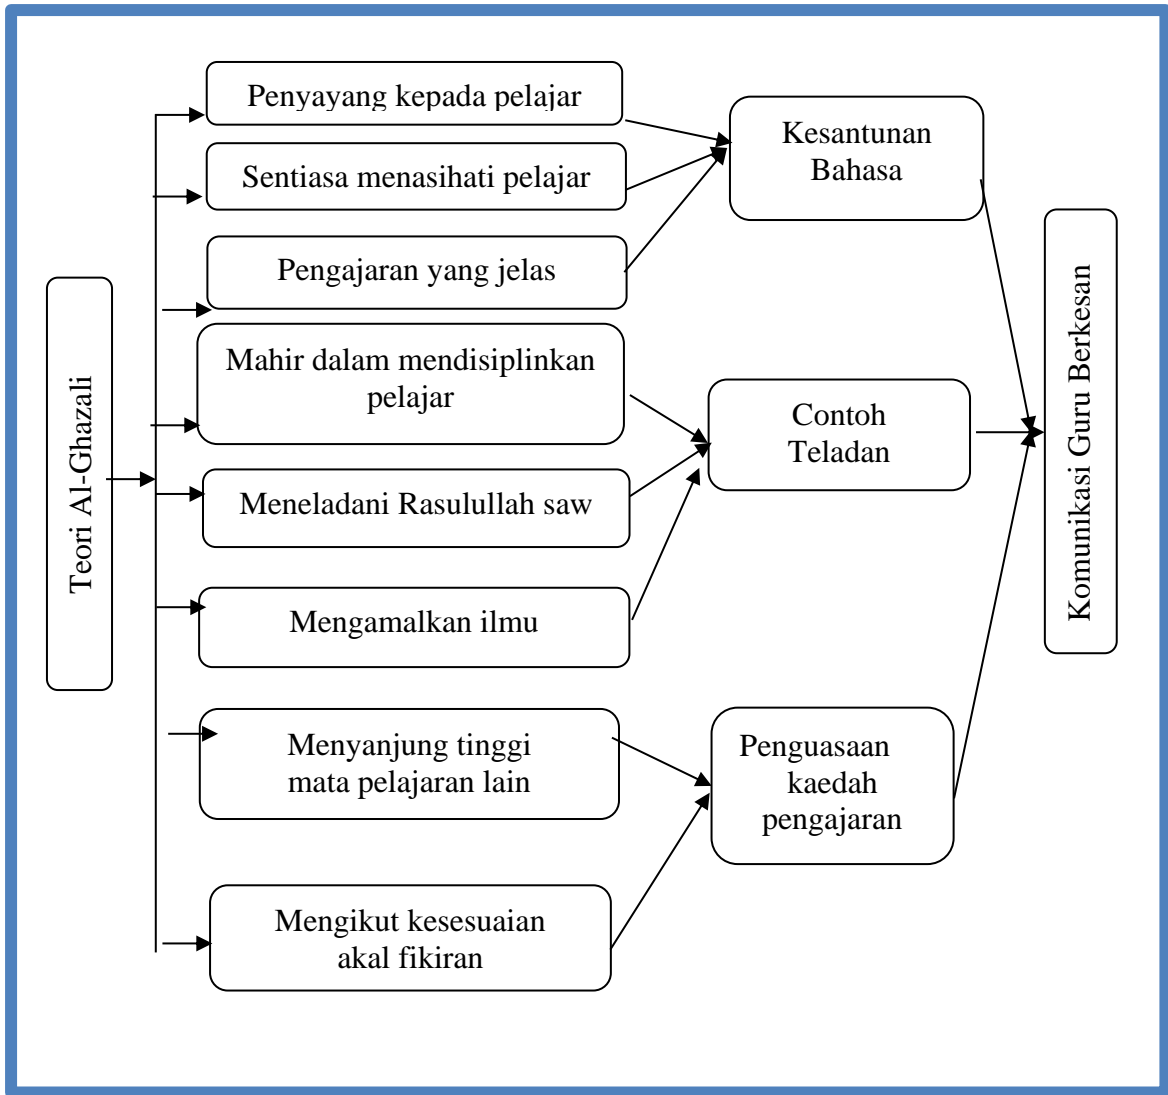 Teori Al-Ghazali
Penyayang kepada pelajar
Sentiasa menasihati pelajar
Pengajaran yang jelas
Mahir dalam mendisiplinkan
pelajar
Meneladani Rasulullah saw
Mengamalkan ilmu
Menyanjung tinggi
mata pelajaran lain
Mengikut kesesuaian
akal fikiran
Kesantunan
Bahasa
Contoh
Teladan
Penguasaan
kaedah
pengajaran
Komunikasi Guru Berkesan